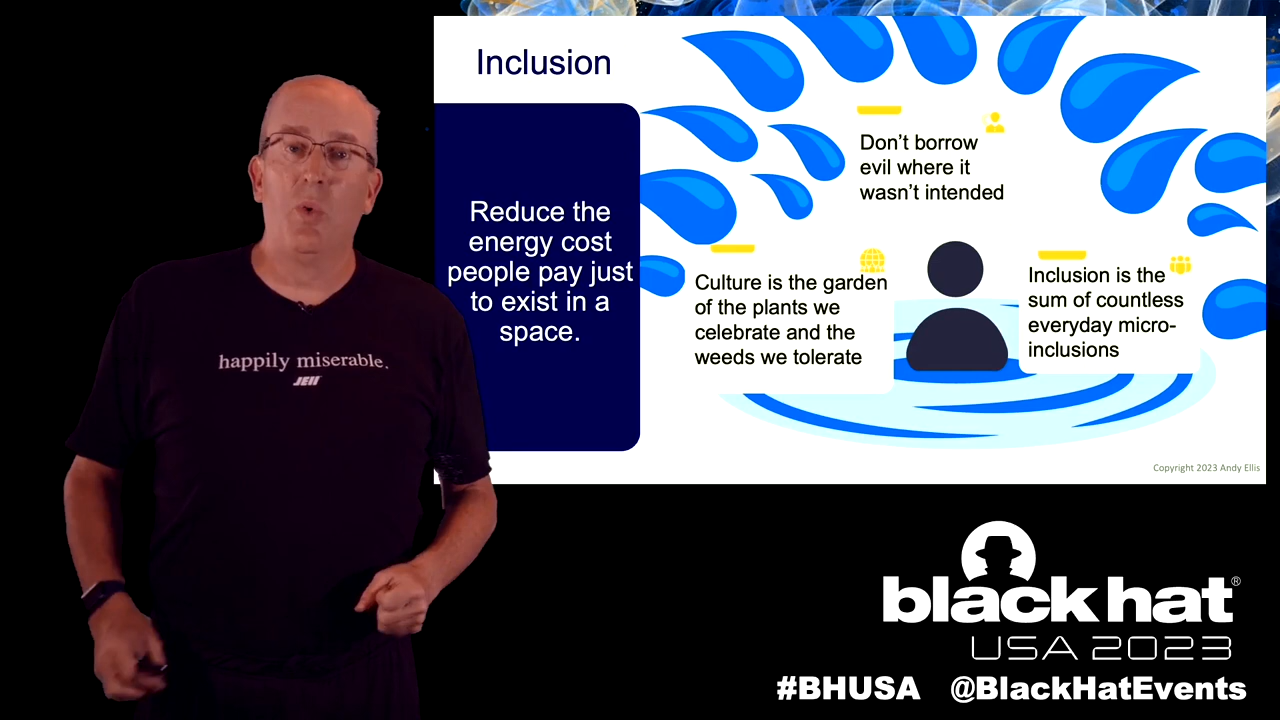 Inclusion
Reduce the
energy cost
people pay just
to exist in a
space.
Don't borrow
evil where it
wasn't intended
Culture is the garden
of the plants we
celebrate and the
weeds we tolerate
Inclusion is the
sum of countless
everyday micro-
inclusions
Copyright 2023 Andy Ellis
happily miserable.
black hat®
USA 2023
#BHUSA @BlackHatEvents